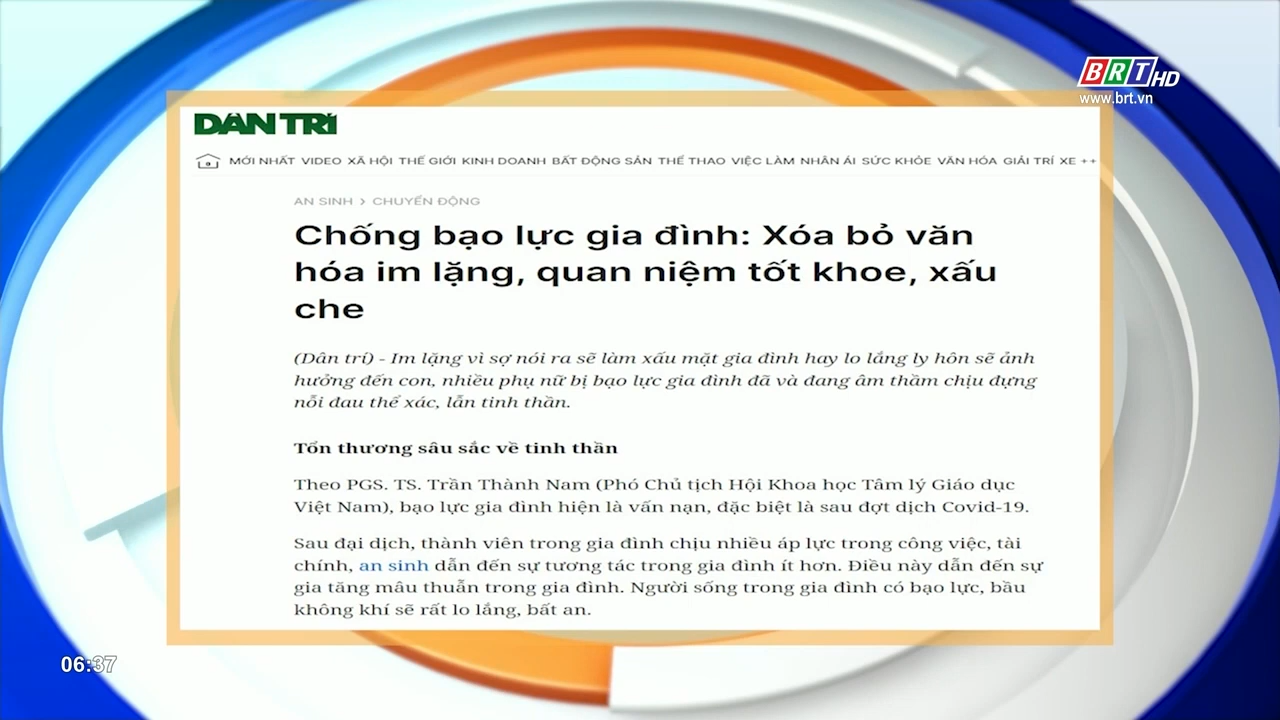 BRT HD
www.brt.vn
DÂN TRÍ
MỚI NHẤT VIDEO XÃ HỘI THẾ GIỚI KINH DOANH BẤT ĐỘNG SẢN THỂ THAO VIỆC LÀM NHÂN ÁI SỨC KHỎE VĂN HÓA GIẢI TRÍ XE ++
AN SINH › CHUYỂN ĐỘNG
Chống bạo lực gia đình: Xóa bỏ văn
hóa im lặng, quan niệm tốt khoe, xấu
che
(Dân trí) - Im lặng vì sợ nói ra sẽ làm xấu mặt gia đình hay lo lắng ly hôn sẽ ảnh
hưởng đến con, nhiều phụ nữ bị bạo lực gia đình đã và đang âm thầm chịu đựng
nỗi đau thể xác, lẫn tinh thần.
Tổn thương sâu sắc về tinh thần
Theo PGS. TS. Trần Thành Nam (Phó Chủ tịch Hội Khoa học Tâm lý Giáo dục
Việt Nam), bạo lực gia đình hiện là vấn nạn, đặc biệt là sau đợt dịch Covid-19.
Sau đại dịch, thành viên trong gia đình chịu nhiều áp lực trong công việc, tài
chính, an sinh dẫn đến sự tương tác trong gia đình ít hơn. Điều này dẫn đến sự
gia tăng mâu thuẫn trong gia đình. Người sống trong gia đình có bạo lực, bầu
không khí sẽ rất lo lắng, bất an.
06:37